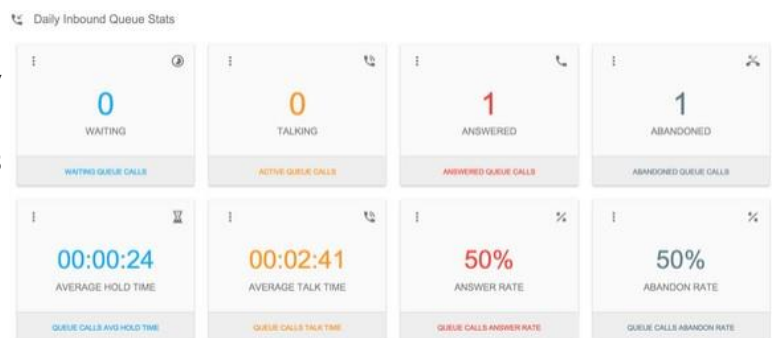 Daily Inbound Queue Stats
0
WAITING
WAITING QUEUE CALLS
0
TALKING
ACTIVE QUEUE CALLS
1
ANSWERED
ANSWERED QUEUE CALLS
1
ABANDONED
ABANDONED QUEUE CALLS
00:00:24
AVERAGE HOLD TIME
QUEUE CALLS AVG HOLD TIME
00:02:41
AVERAGE TALK TIME
QUEUE CALLS TALK TIME
50%
ANSWER RATE
QUEUE CALLS ANSWER RATE
50%
ABANDON RATE
QUEUE CALLS ABANDON RATE